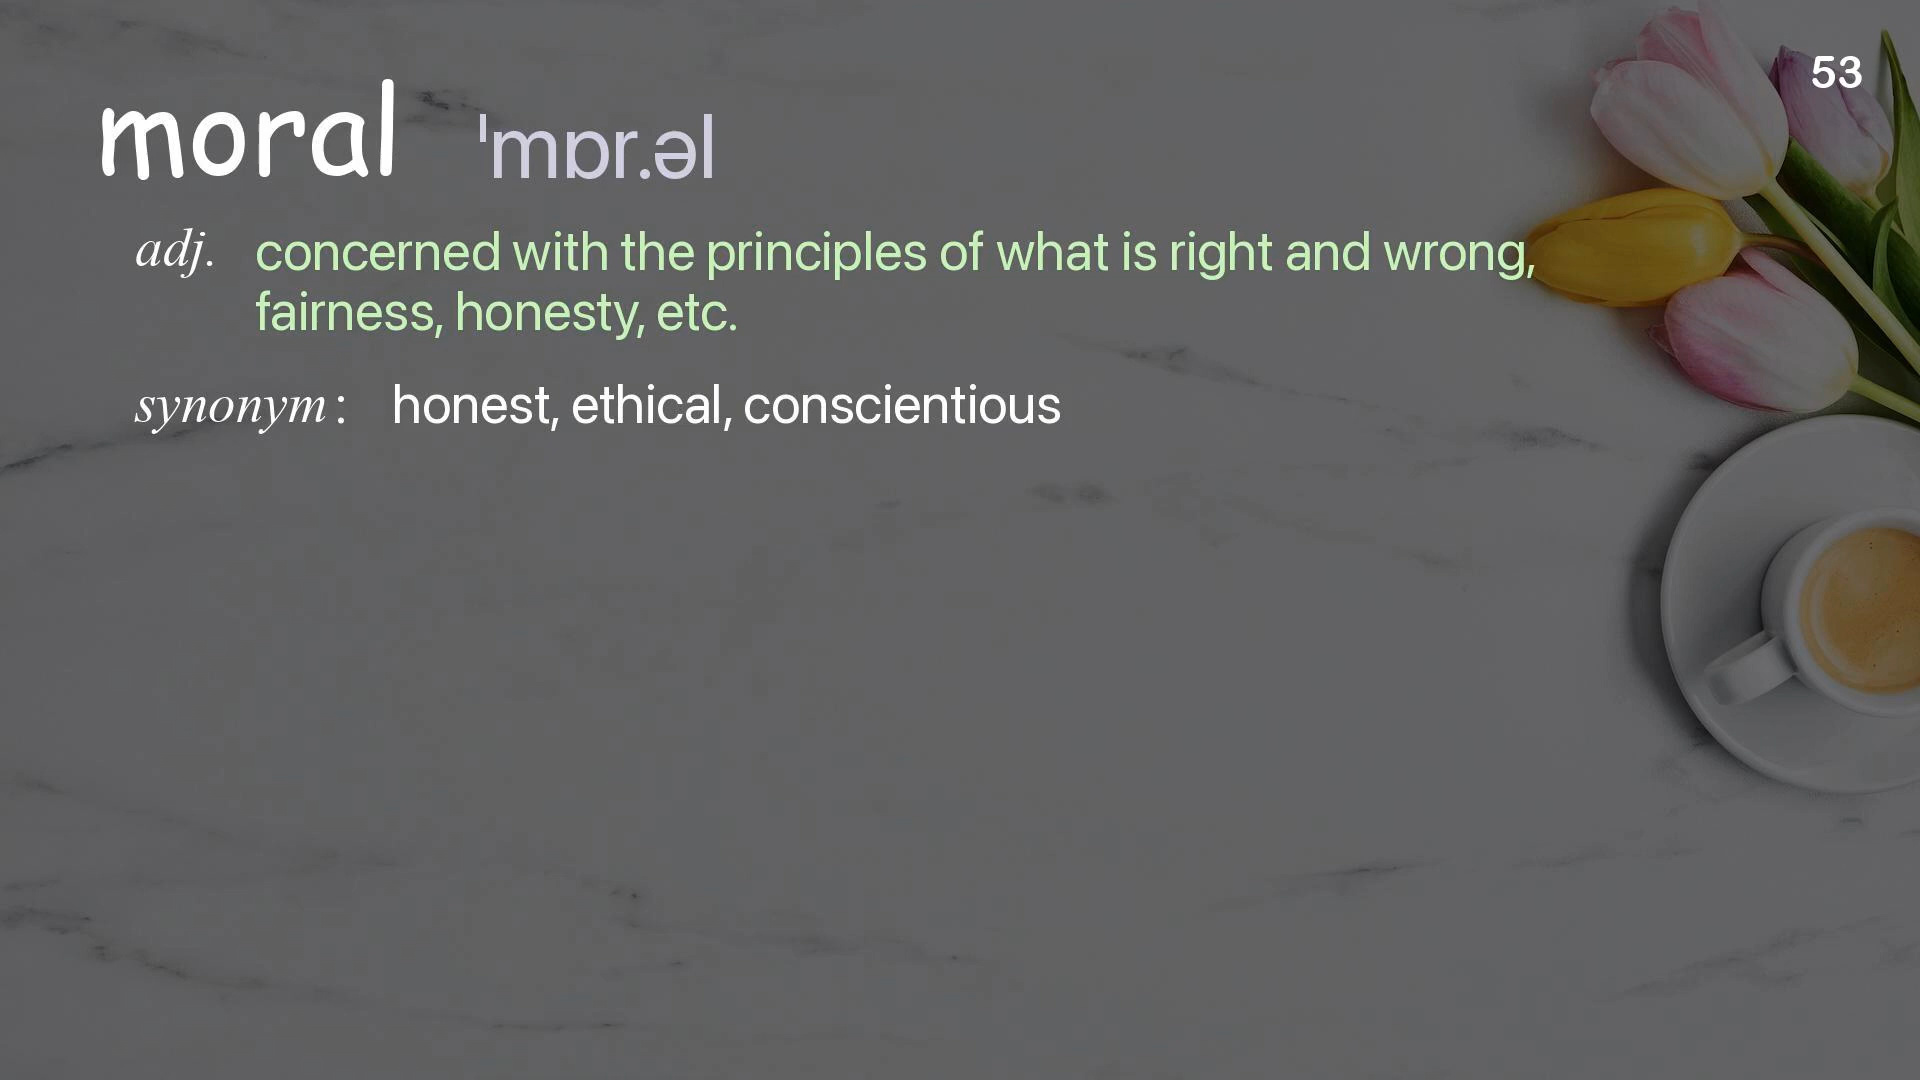 53
moral ˈmɒr.əl
adj. concerned with the principles of what is right and wrong,
fairness, honesty, etc.
synonym : honest, ethical, conscientious